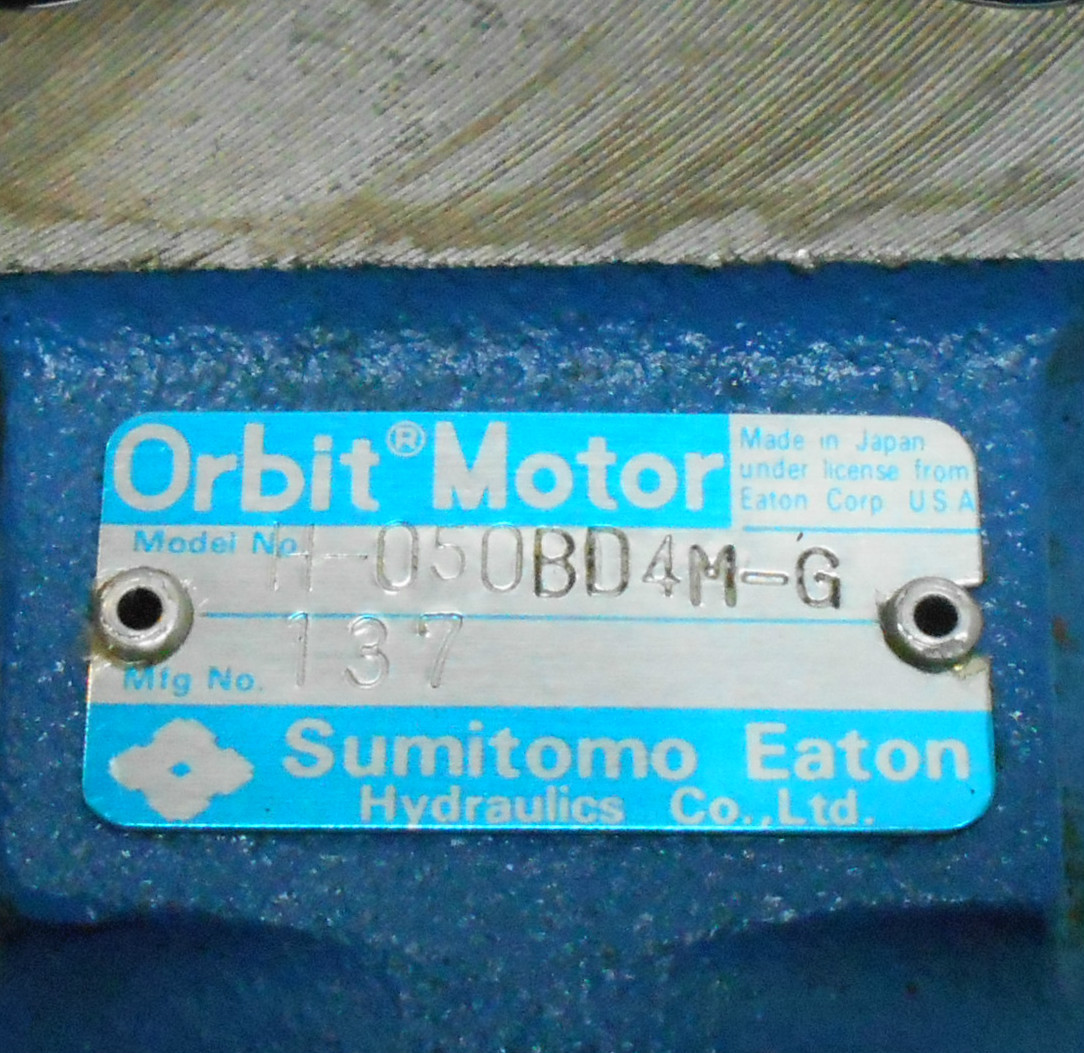 Orbit® Motor
Made in Japan
under license from
Eaton Corp U S A
Model No. H-050BD4M-G
Mfg No. 137
Sumitomo Eaton
Hydraulics Co.,Ltd.